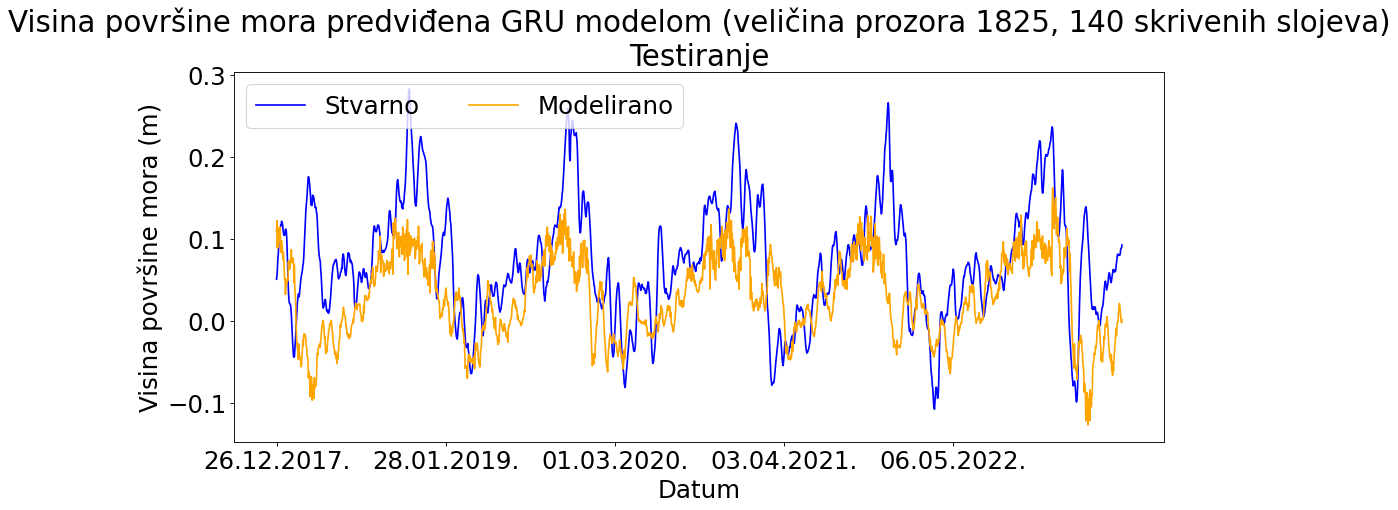 Visina površine mora predviđena GRU modelom (veličina prozora 1825, 140 skrivenih slojeva)
Testiranje
Stvarno Modelirano
Visina površine mora (m)
0.3
0.2
0.1
0.0
−0.1
26.12.2017. 28.01.2019. 01.03.2020. 03.04.2021. 06.05.2022.
Datum